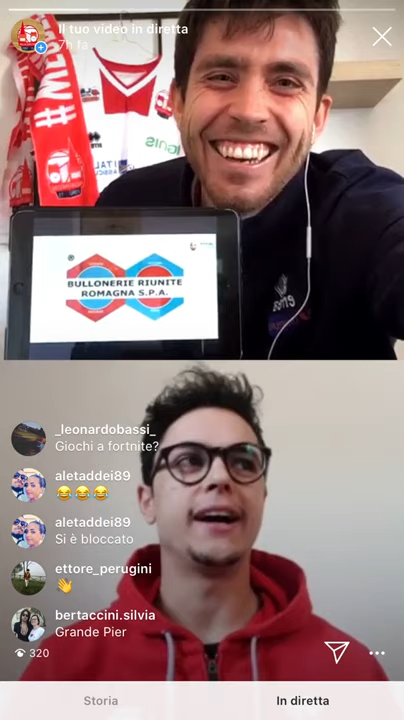 Il tuo video in diretta
7h fa
BULLONERIE RIUNITE
ROMAGNA S.P.A.
_leonardobassi_
Giochi a fortnite?
aletaddei89
😂😂😂
aletaddei89
Si è bloccato
ettore_perugini
👋
bertaccini.silvia
Grande Pier
320
Storia
In diretta